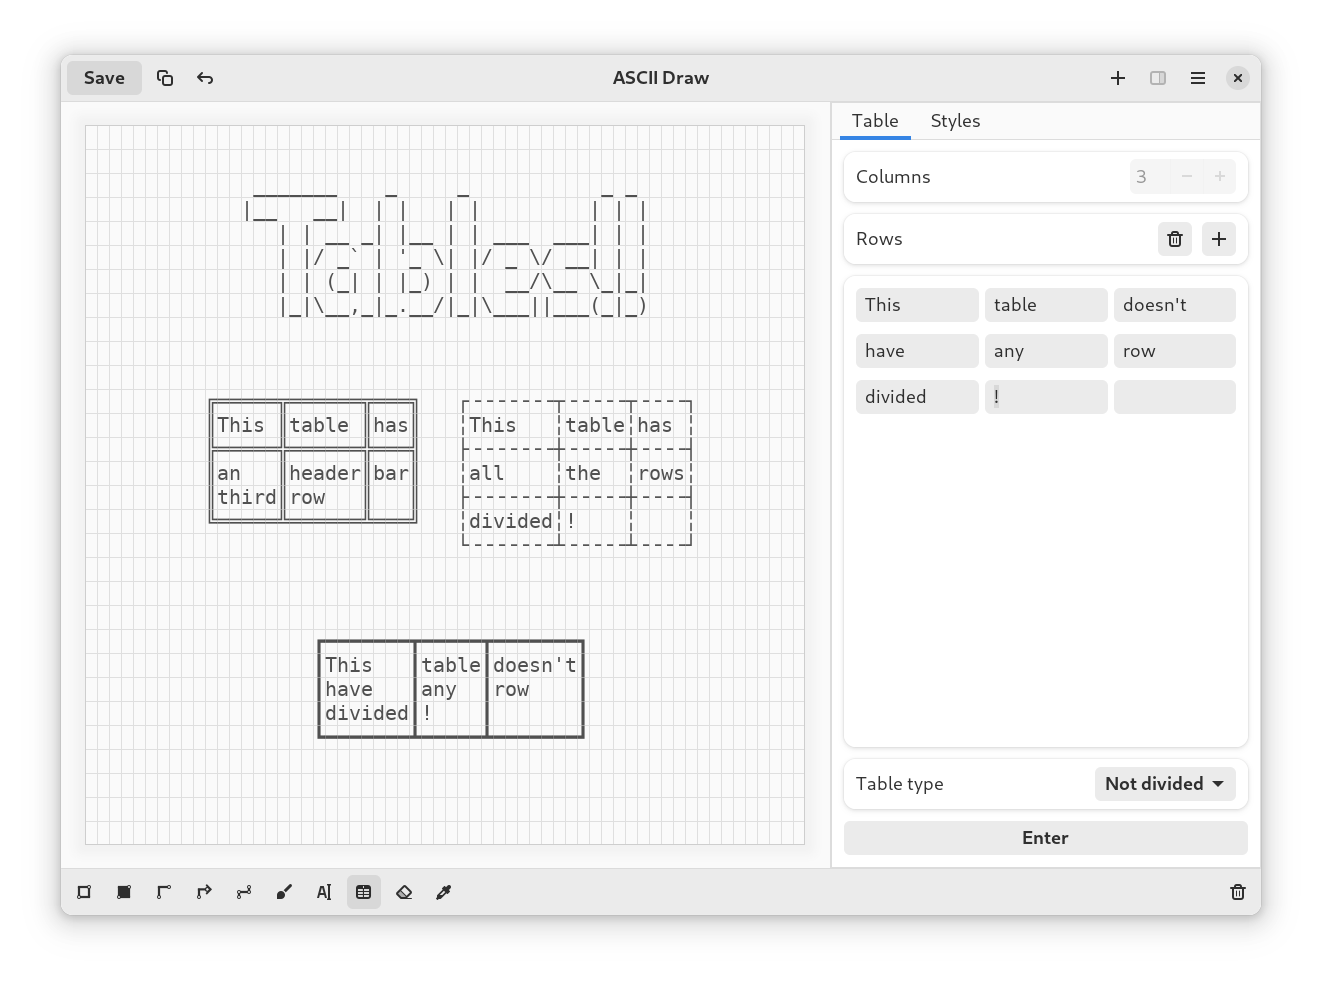 Save
ASCII Draw
Table Styles
Columns 3
Rows
This table doesn't
have any row
divided !
Tables!!
This table has
an header bar
third row
This table has
all the rows
divided !
This table doesn't
have any row
divided !
Table type Not divided
Enter